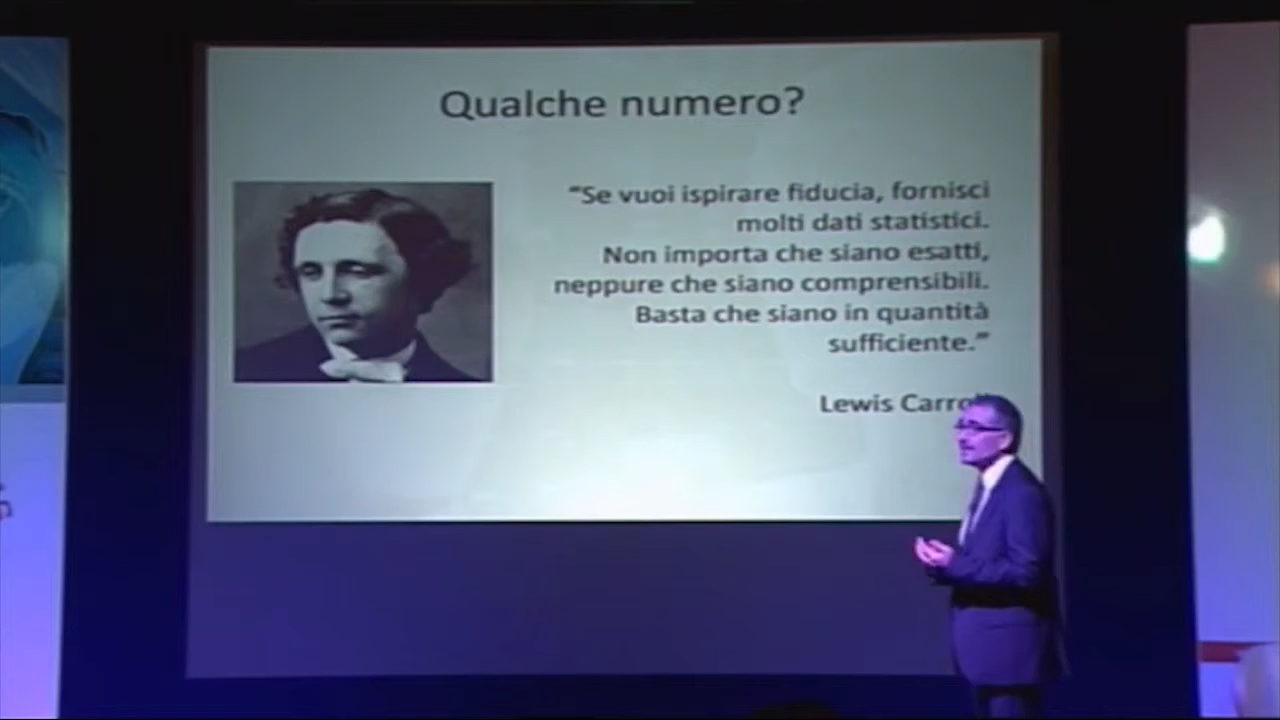 Qualche numero?
“Se vuoi ispirare fiducia, fornisci
molti dati statistici.
Non importa che siano esatti,
neppure che siano comprensibili.
Basta che siano in quantità
sufficiente.”
Lewis